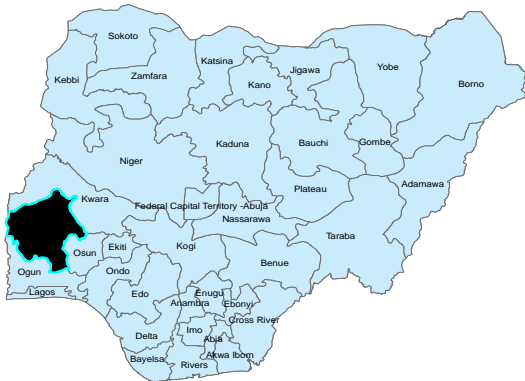 Sokoto
Katsina
Jigawa
Yobe
Kebbi
Zamfara
Kano
Borno
Kaduna
Bauchi
Gombe
Niger
Plateau
Adamawa
Kwara
Federal Capital Territory -Abuja
Nassarawa
Taraba
Kogi
Osun
Ekiti
Benue
Ogun
Ondo
Lagos
Edo
Enugu
Anambra
Ebonyi
Cross River
Delta
Imo
Abia
Bayelsa
Rivers
Akwa Ibom